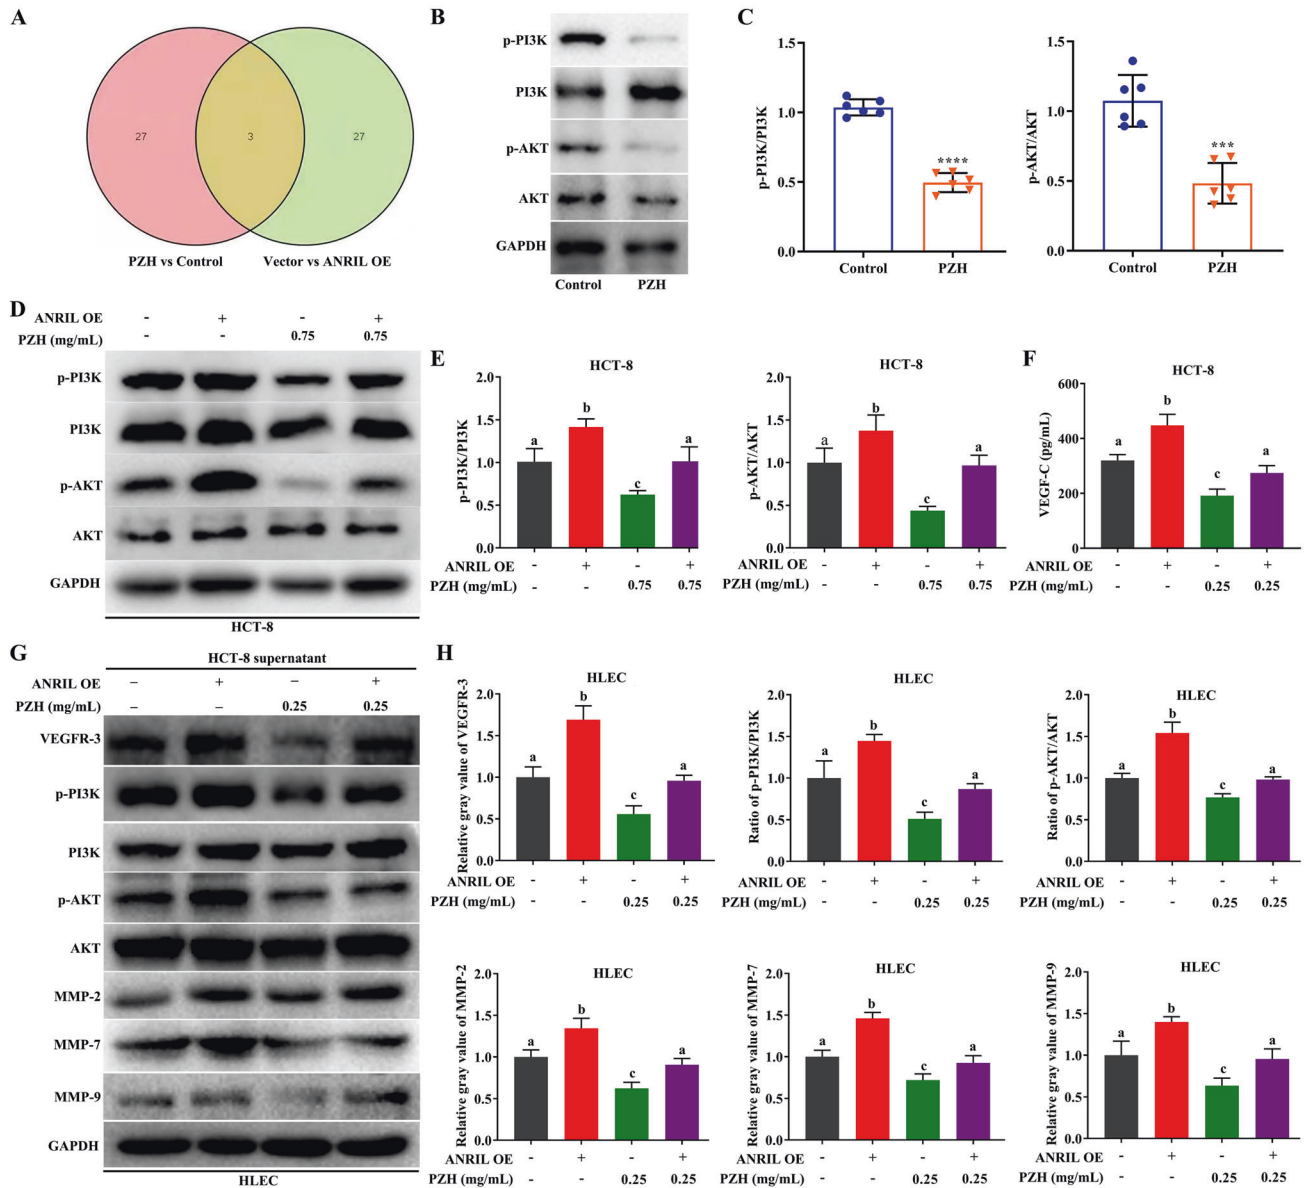 A
27
3
27
PZH vs Control
Vector vs ANRIL OE
B
p-PI3K
PI3K
p-AKT
AKT
GAPDH
Control PZH
C
p-PI3K/PI3K
1.5
1.0
0.5
0.0
****
Control PZH
p-AKT/AKT
1.5
1.0
0.5
0.0
***
Control PZH
D
ANRIL OE - + - +
PZH (mg/mL) - - 0.75 0.75
p-PI3K
PI3K
p-AKT
AKT
GAPDH
HCT-8
E
HCT-8
p-PI3K/PI3K
2.0
1.5
1.0
0.5
0.0
a b c a
ANRIL OE - + - +
PZH (mg/mL) - - 0.75 0.75
HCT-8
p-AKT/AKT
2.0
1.5
1.0
0.5
0.0
a b c a
- + - +
- - 0.75 0.75
F
HCT-8
VEGF-C (pg/mL)
600
400
200
0
a b c a
ANRIL OE - + - +
PZH (mg/mL) - - 0.25 0.25
G
HCT-8 supernatant
ANRIL OE – + – +
PZH (mg/mL) – – 0.25 0.25
VEGFR-3
p-PI3K
PI3K
p-AKT
AKT
MMP-2
MMP-7
MMP-9
GAPDH
HLEC
H
HLEC
Relative gray value of VEGFR-3
2.0
1.5
1.0
0.5
0.0
a b c a
ANRIL OE - + - +
PZH (mg/mL) - - 0.25 0.25
HLEC
Ratio of p-PI3K/PI3K
2.0
1.5
1.0
0.5
0.0
a b c a
ANRIL OE - + - +
PZH (mg/mL) - - 0.25 0.25
HLEC
Ratio of p-AKT/AKT
2.0
1.5
1.0
0.5
0.0
a b c a
ANRIL OE - + - +
PZH (mg/mL) - - 0.25 0.25
HLEC
Relative gray value of MMP-2
2.0
1.5
1.0
0.5
0.0
a b c a
ANRIL OE - + - +
PZH (mg/mL) - - 0.25 0.25
HLEC
Relative gray value of MMP-7
2.0
1.5
1.0
0.5
0.0
a b c a
ANRIL OE - + - +
PZH (mg/mL) - - 0.25 0.25
HLEC
Relative gray value of MMP-9
2.0
1.5
1.0
0.5
0.0
a b c a
ANRIL OE - + - +
PZH (mg/mL) - - 0.25 0.25